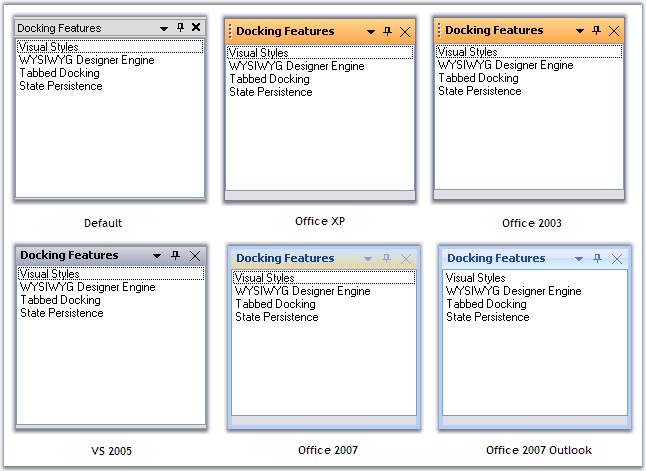 Docking Features
Visual Styles
WYSIWYG Designer Engine
Tabbed Docking
State Persistence
Default
Docking Features
Visual Styles
WYSIWYG Designer Engine
Tabbed Docking
State Persistence
Office XP
Docking Features
Visual Styles
WYSIWYG Designer Engine
Tabbed Docking
State Persistence
Office 2003
Docking Features
Visual Styles
WYSIWYG Designer Engine
Tabbed Docking
State Persistence
VS 2005
Docking Features
Visual Styles
WYSIWYG Designer Engine
Tabbed Docking
State Persistence
Office 2007
Docking Features
Visual Styles
WYSIWYG Designer Engine
Tabbed Docking
State Persistence
Office 2007 Outlook